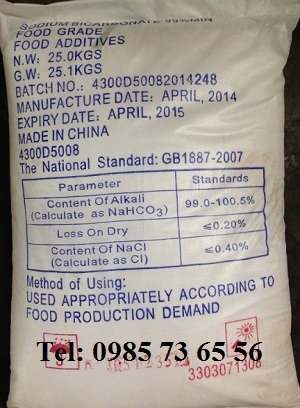 SODIUM BICARBONATE 99%MIN
FOOD GRADE
FOOD ADDITIVES
N.W: 25.0KGS
G.W: 25.1KGS
BATCH NO.: 4300D50082014248
MANUFACTURE DATE: APRIL, 2014
EXPIRY DATE: APRIL, 2015
MADE IN CHINA
4300D5008
The National Standard: GB1887-2007
Parameter Standards
Content Of Alkali
(Calculate as NaHCO3) 99.0-100.5%
Loss On Dry ≤0.20%
Content Of NaCl
(Calculate as Cl) ≤0.40%
Method of Using:
USED APPROPRIATELY ACCORDING TO
FOOD PRODUCTION DEMAND
Tel: 0985 73 65 56
3303071308